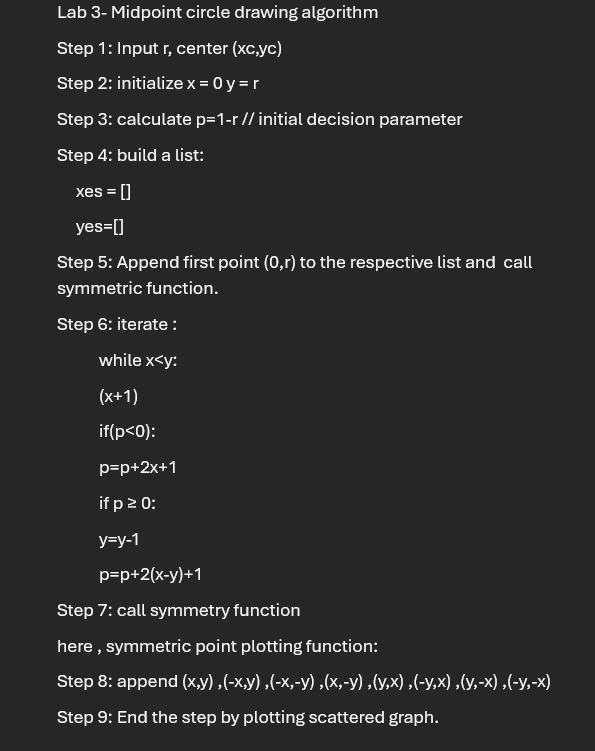 Lab 3- Midpoint circle drawing algorithm
Step 1: Input r, center (xc,yc)
Step 2: initialize x = 0 y = r
Step 3: calculate p=1-r // initial decision parameter
Step 4: build a list:
xes = []
yes=[]
Step 5: Append first point (0,r) to the respective list and  call
symmetric function.
Step 6: iterate :
while x<y:
(x+1)
if(p<0):
p=p+2x+1
if p ≥ 0:
y=y-1
p=p+2(x-y)+1
Step 7: call symmetry function
here , symmetric point plotting function:
Step 8: append (x,y) ,(-x,y) ,(-x,-y) ,(x,-y) ,(y,x) ,(-y,x) ,(y,-x) ,(-y,-x)
Step 9: End the step by plotting scattered graph.